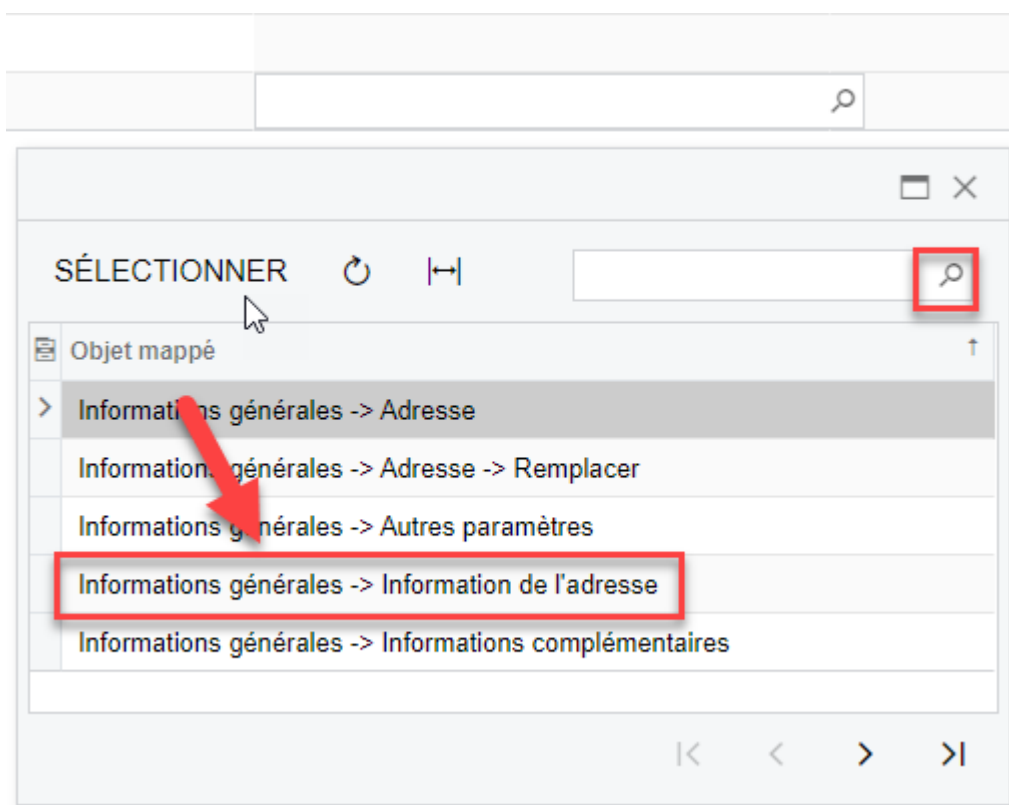 SÉLECTIONNER
Objet mappé
Informations générales -> Adresse
Informations générales -> Adresse -> Remplacer
Informations générales -> Autres paramètres
Informations générales -> Information de l'adresse
Informations générales -> Informations complémentaires